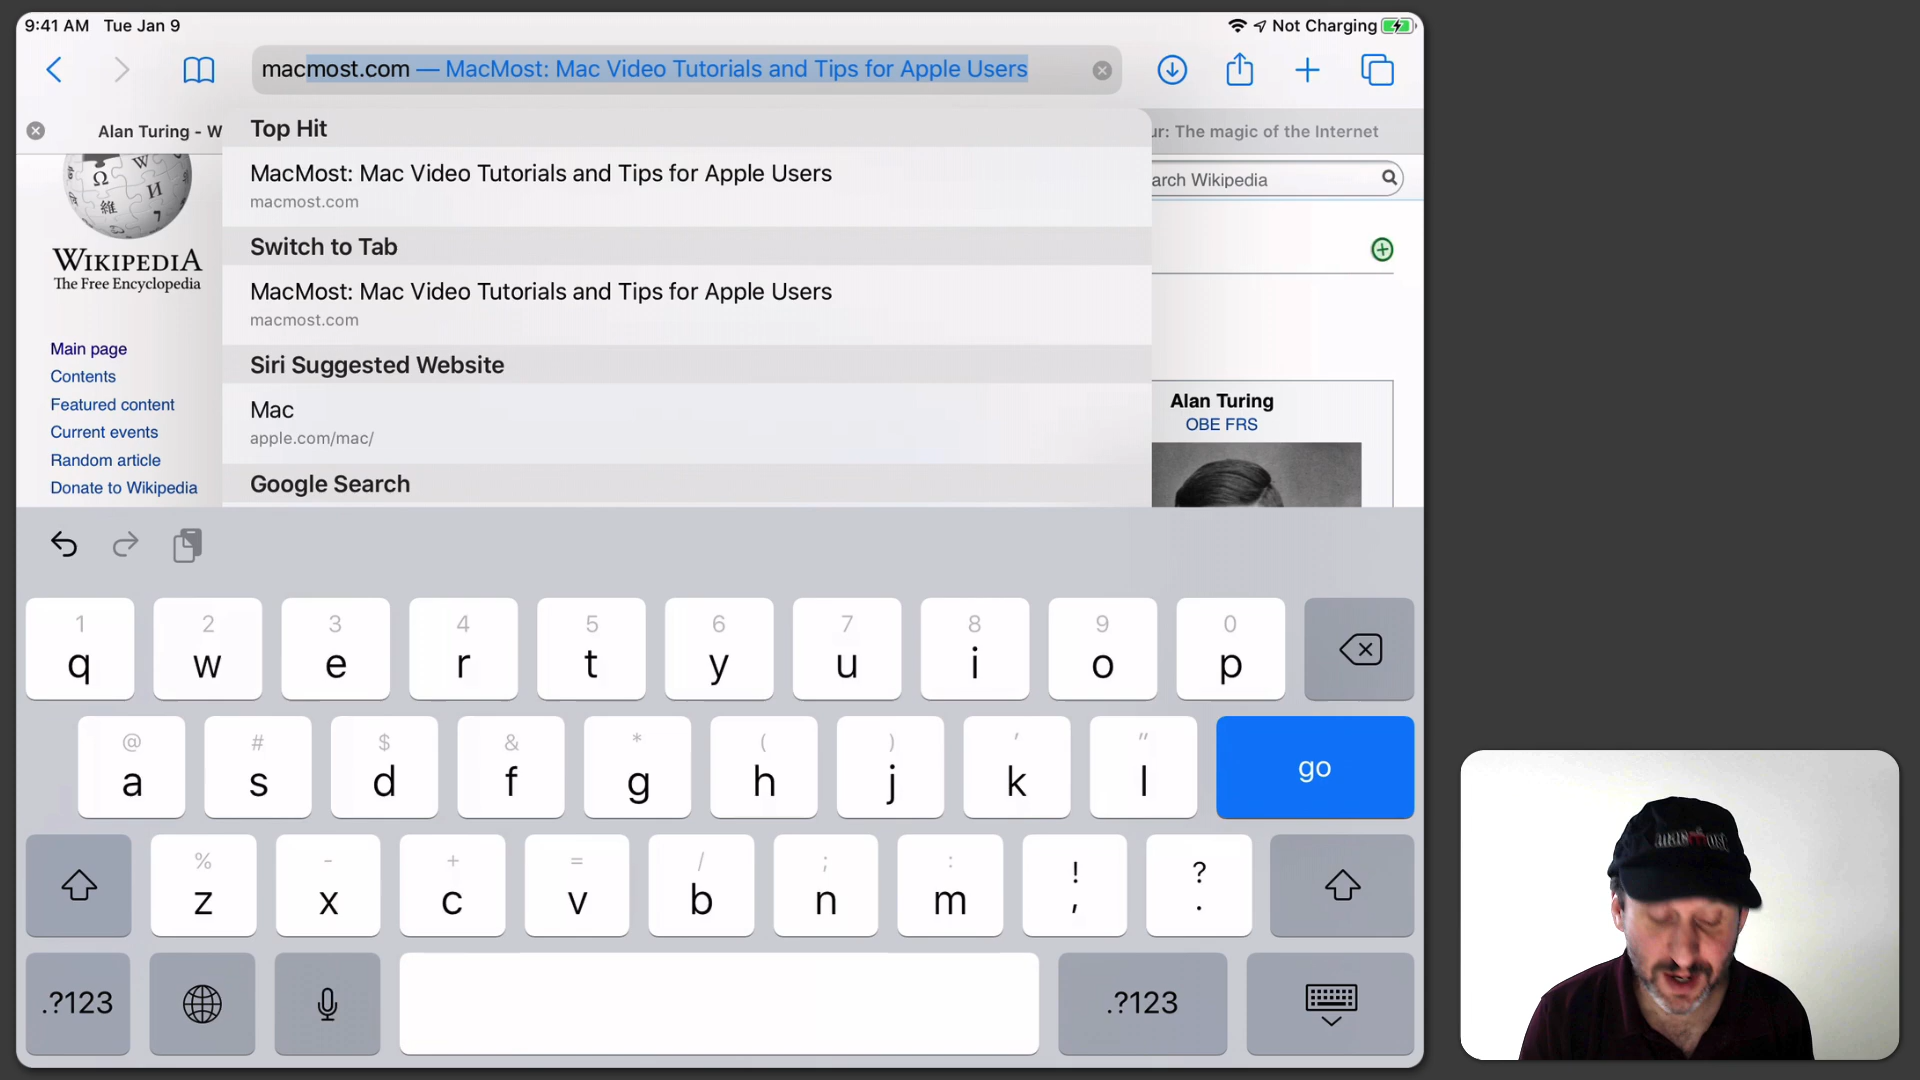 9:41 AM Tue Jan 9
Not Charging
macmost.com — MacMost: Mac Video Tutorials and Tips for Apple Users
Alan Turing - W
ur: The magic of the Internet
Top Hit
MacMost: Mac Video Tutorials and Tips for Apple Users
macmost.com
arch Wikipedia
Switch to Tab
MacMost: Mac Video Tutorials and Tips for Apple Users
macmost.com
Siri Suggested Website
Mac
apple.com/mac/
Google Search
Ω W И 維 7
WIKIPEDIA
The Free Encyclopedia
Main page
Contents
Featured content
Current events
Random article
Donate to Wikipedia
Alan Turing
OBE FRS
1 2 3 4 5 6 7 8 9 0
q w e r t y u i o p
@ # $ & * ( ) ' "
a s d f g h j k l go
% - + = / ; : ! ?
z x c v b n m , .
.?123 .?123
macmost